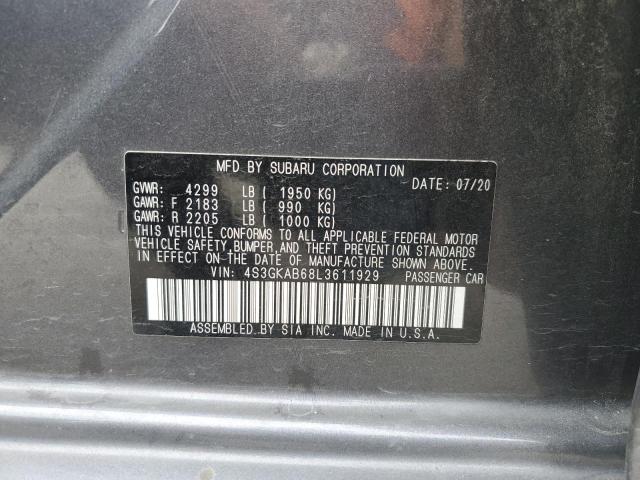 MFD BY SUBARU CORPORATION
DATE: 07/20
GVWR: 4299 LB ( 1950 KG)
GAWR: F 2183 LB ( 990 KG)
GAWR: R 2205 LB ( 1000 KG)
THIS VEHICLE CONFORMS TO ALL APPLICABLE FEDERAL MOTOR
VEHICLE SAFETY, BUMPER, AND THEFT PREVENTION STANDARDS
IN EFFECT ON THE DATE OF MANUFACTURE SHOWN ABOVE.
VIN: 4S3GKAB68L3611929 PASSENGER CAR
ASSEMBLED BY SIA INC. MADE IN U.S.A.